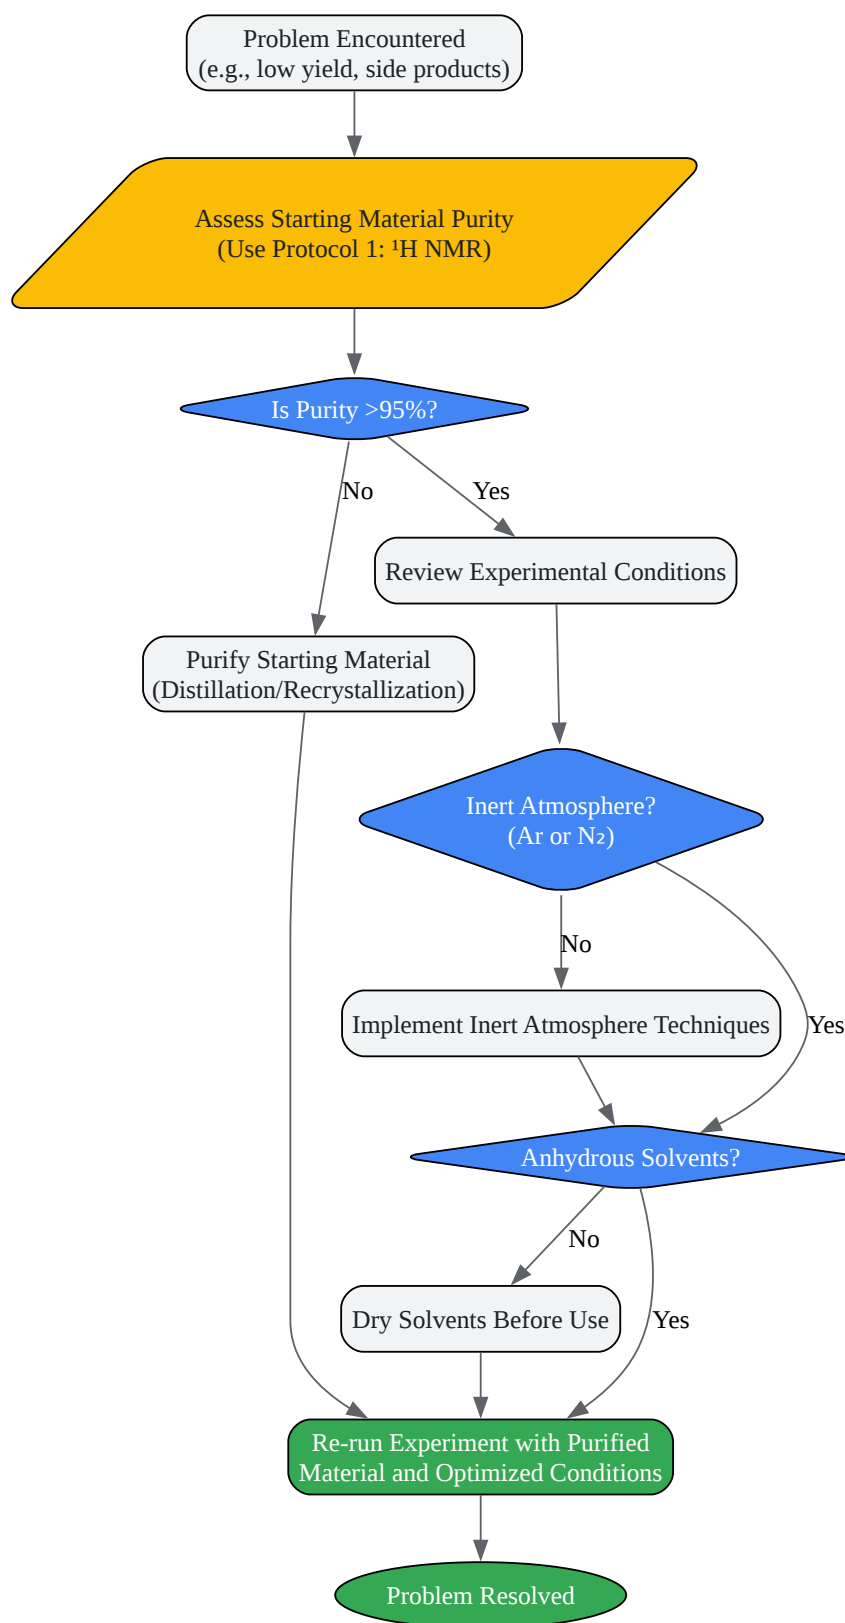 Problem Encountered
(e.g., low yield, side products)
Assess Starting Material Purity
(Use Protocol 1: ¹H NMR)
Is Purity >95%?
No
Yes
Review Experimental Conditions
Purify Starting Material
(Distillation/Recrystallization)
Inert Atmosphere?
(Ar or N₂)
No
Implement Inert Atmosphere Techniques
Yes
Anhydrous Solvents?
No
Dry Solvents Before Use
Yes
Re-run Experiment with Purified
Material and Optimized Conditions
Problem Resolved